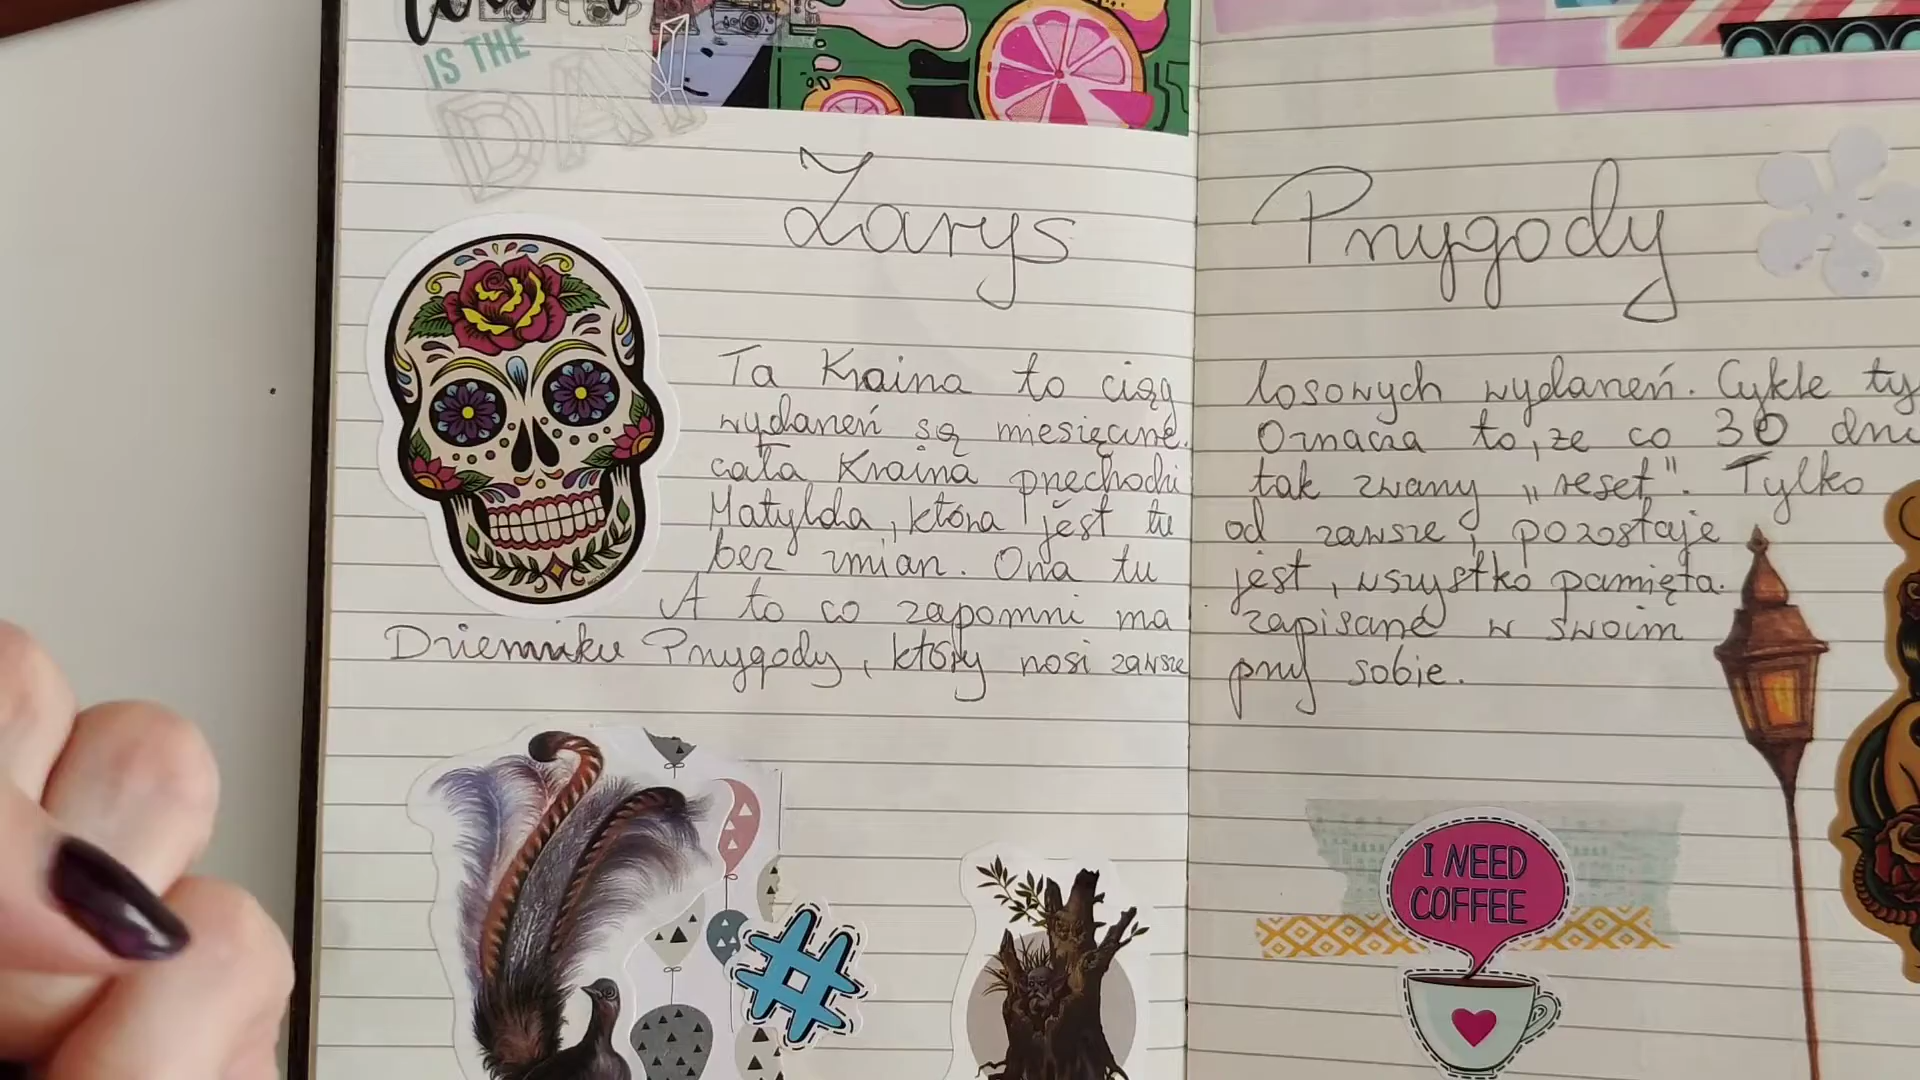 IS THE
DAY
Zarys Przygody
Ta Kraina to ciąg losowych wydarzeń. Cykle
wydarzeń są miesięczne. Oznacza to, że co 30 dni
cała Kraina przechodzi tak zwany „reset". Tylko
Matylda, która jest tu od zawsze, pozostaje
bez zmian. Ona tu jest, wszystko pamięta.
A to co zapomni ma zapisane w swoim
Dzienniku Przygody, który nosi zawsze przy sobie.
I NEED
COFFEE
#